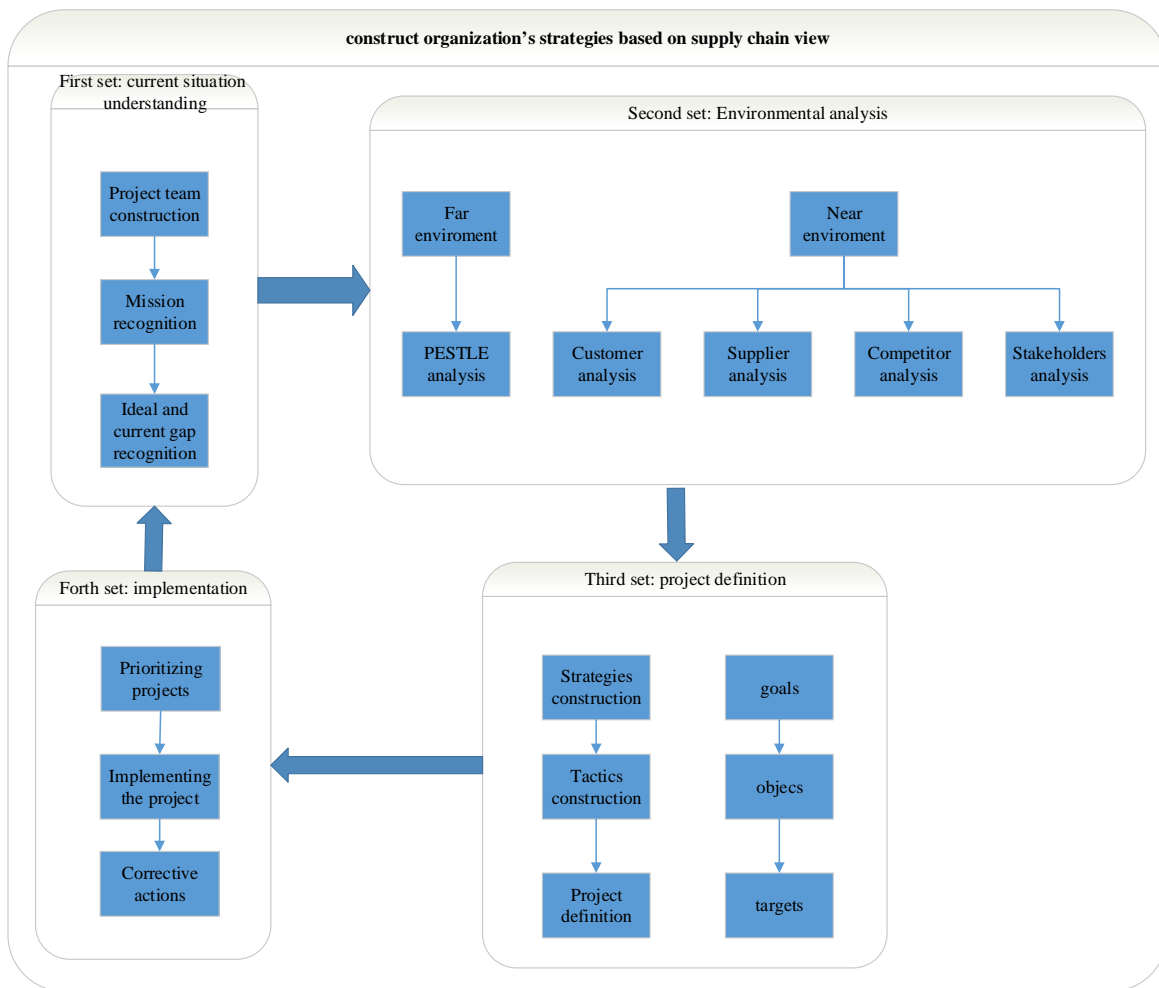 construct organization’s strategies based on supply chain view
First set: current situation
understanding
Project team
construction
Mission
recognition
Ideal and
current gap
recognition
Second set: Environmental analysis
Far
enviroment
Near
enviroment
PESTLE
analysis
Customer
analysis
Supplier
analysis
Competitor
analysis
Stakeholders
analysis
Third set: project definition
Strategies
construction
Tactics
construction
Project
definition
goals
objecs
targets
Forth set: implementation
Prioritizing
projects
Implementing
the project
Corrective
actions